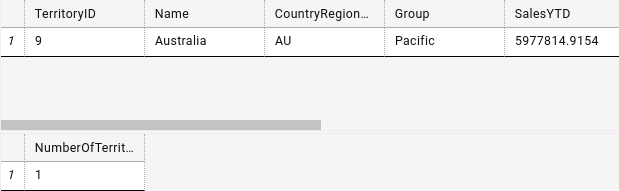 TerritoryID Name CountryRegion... Group SalesYTD
1 9 Australia AU Pacific 5977814.9154
NumberOfTerrit...
1 1